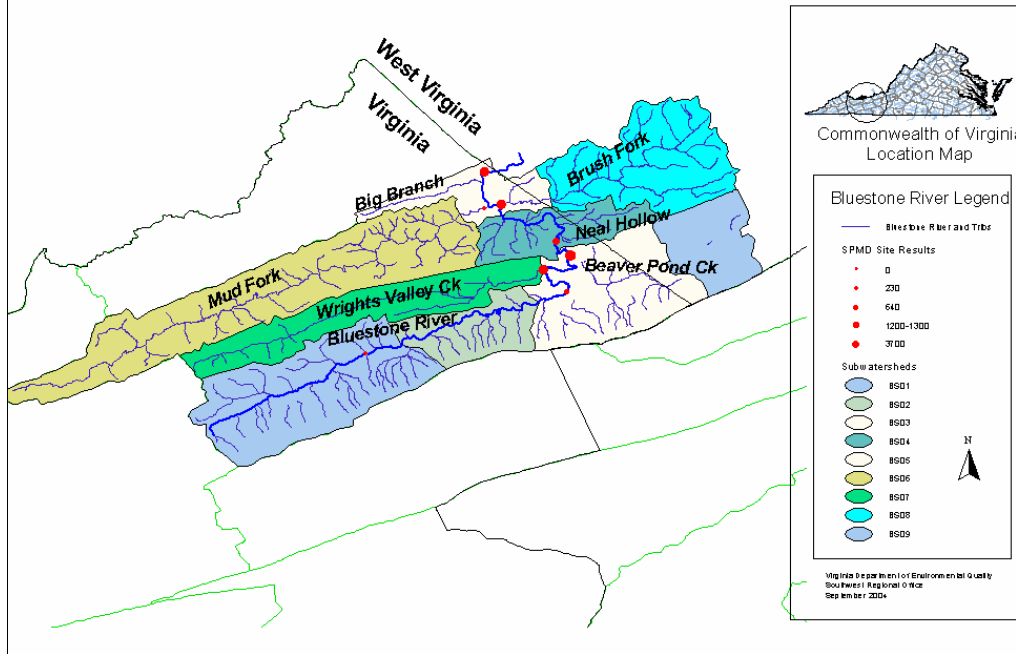 West Virginia
Virginia
Big Branch
Brush Fork
Neal Hollow
Mud Fork
Beaver Pond Ck
Wrights Valley Ck
Bluestone River
Commonwealth of Virginia
Location Map
Bluestone River Legend
Bluestone River and Tribs
SPMD Site Results
0
230
640
1200-1300
3700
Subwatersheds
BS01
BS02
BS03
BS04
BS05
BS06
BS07
BS08
BS09
N
Virginia Department of Environmental Quality
Southwest Regional Office
September 2004